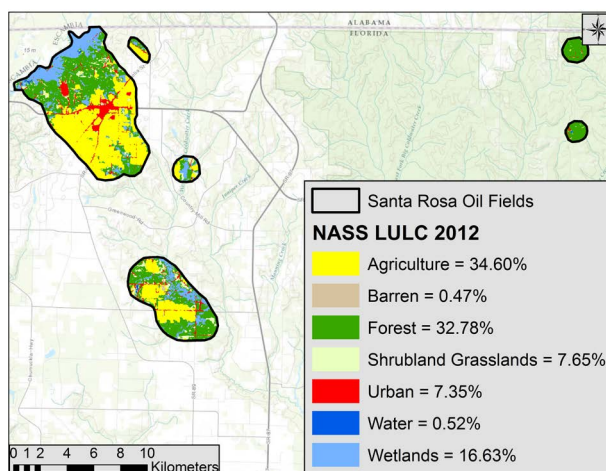 ALABAMA
FLORIDA
ESCAMBIA
Santa Rosa Oil Fields
NASS LULC 2012
Agriculture = 34.60%
Barren = 0.47%
Forest = 32.78%
Shrubland Grasslands = 7.65%
Urban = 7.35%
Water = 0.52%
Wetlands = 16.63%
0 1 2 4 6 8 10
Kilometers